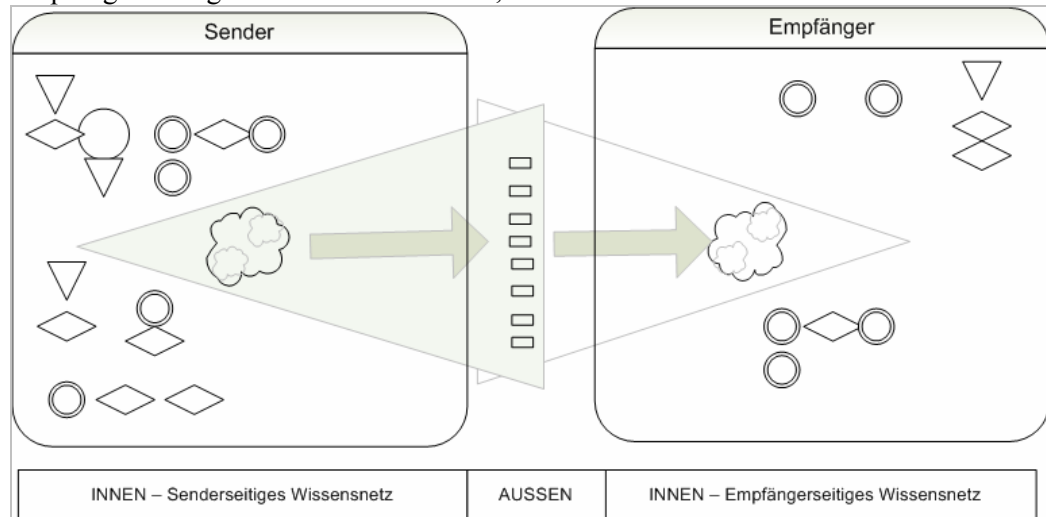 Sender
Empfänger
INNEN – Senderseitiges Wissensnetz
AUSSEN
INNEN – Empfängerseitiges Wissensnetz